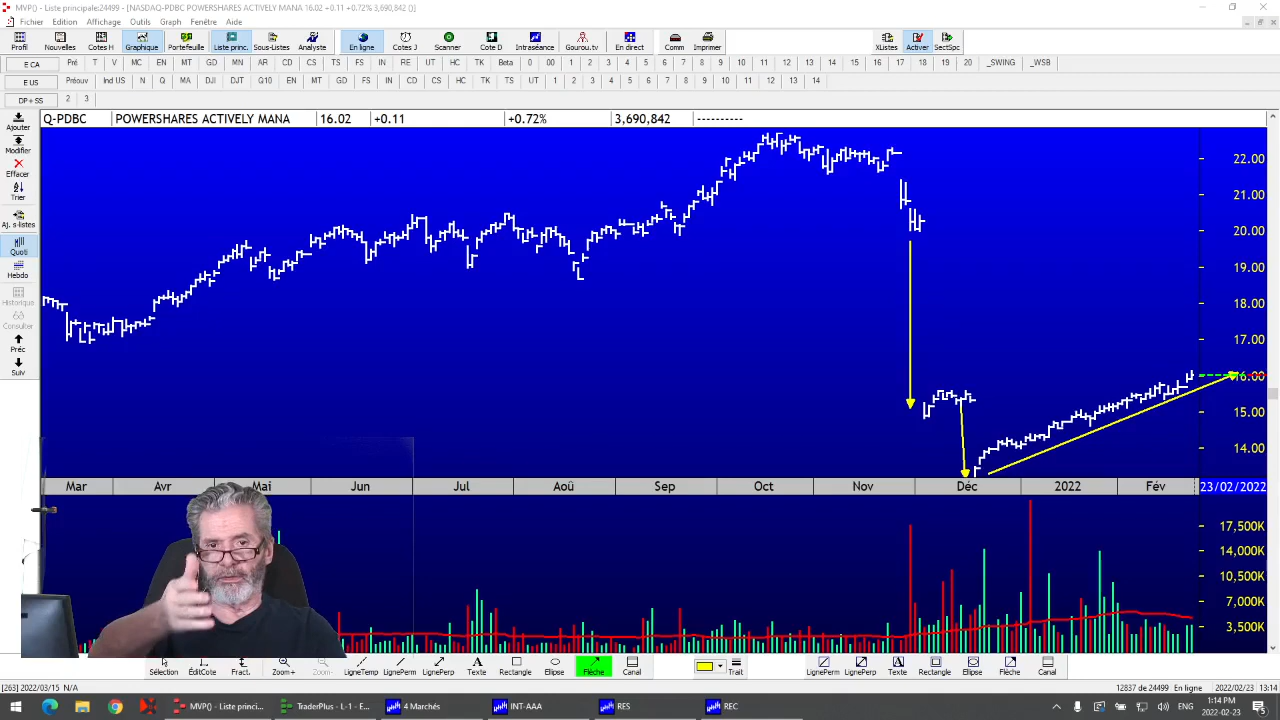 MVP() - Liste principale:24499 - [NASDAQ-PDBC POWERSHARES ACTIVELY MANA 16.02 +0.11 +0.72% 3,690,842 ()]
Fichier Edition Affichage Graph Fenêtre Aide
Profil Nouvelles Cotes H Graphique Portefeuille Liste princ. Sous-Listes Analyste En ligne Cotes J Scanner Cote D Intraséance Gourou.tv En direct Comm Imprimer XListes Activer SectSpc
E CA Pré T V MC EN MT GD MN AR CD CS TS FS IN RE UT HC TK Beta 0 00 1 2 3 4 5 6 7 8 9 10 11 12 13 14 15 16 17 18 19 20 _SWING _WSB
E US Préouv Ind US N Q MA DJI DJT Q10 EN MT GD FS IN CD CS HC TK TS UT 1 2 3 4 5 6 7 8 9 10 11 12 13 14
DP+ SS 2 3
Q-PDBC POWERSHARES ACTIVELY MANA 16.02 +0.11 +0.72% 3,690,842 ----------
Ajouter
Modifier
Effacer
Trier
Aj. s-listes
Quoti
Hebdo
Historique
Consulter
Préc
Suiv
22.00
21.00
20.00
19.00
18.00
17.00
16.00
15.00
14.00
Mar Avr Mai Jun Jul Aoû Sep Oct Nov Déc 2022 Fév 23/02/2022
17,500K
14,000K
10,500K
7,000K
3,500K
Sélection EditCote Fract. Zoom+ Zoom- LigneTemp LignePerm LignePerp Texte Rectangle Ellipse Flèche Canal Trait LignePerm LignePerp Texte Rectangle Ellipse Flèche Canal
[263] 2022/03/15 N/A 12837 de 24499 En ligne 2022/02/23 13:14
MVP() - Liste princi... TraderPlus - L-1 - E... 4 Marchés INT-AAA RES REC ENG 1:14 PM
2022-02-23 5